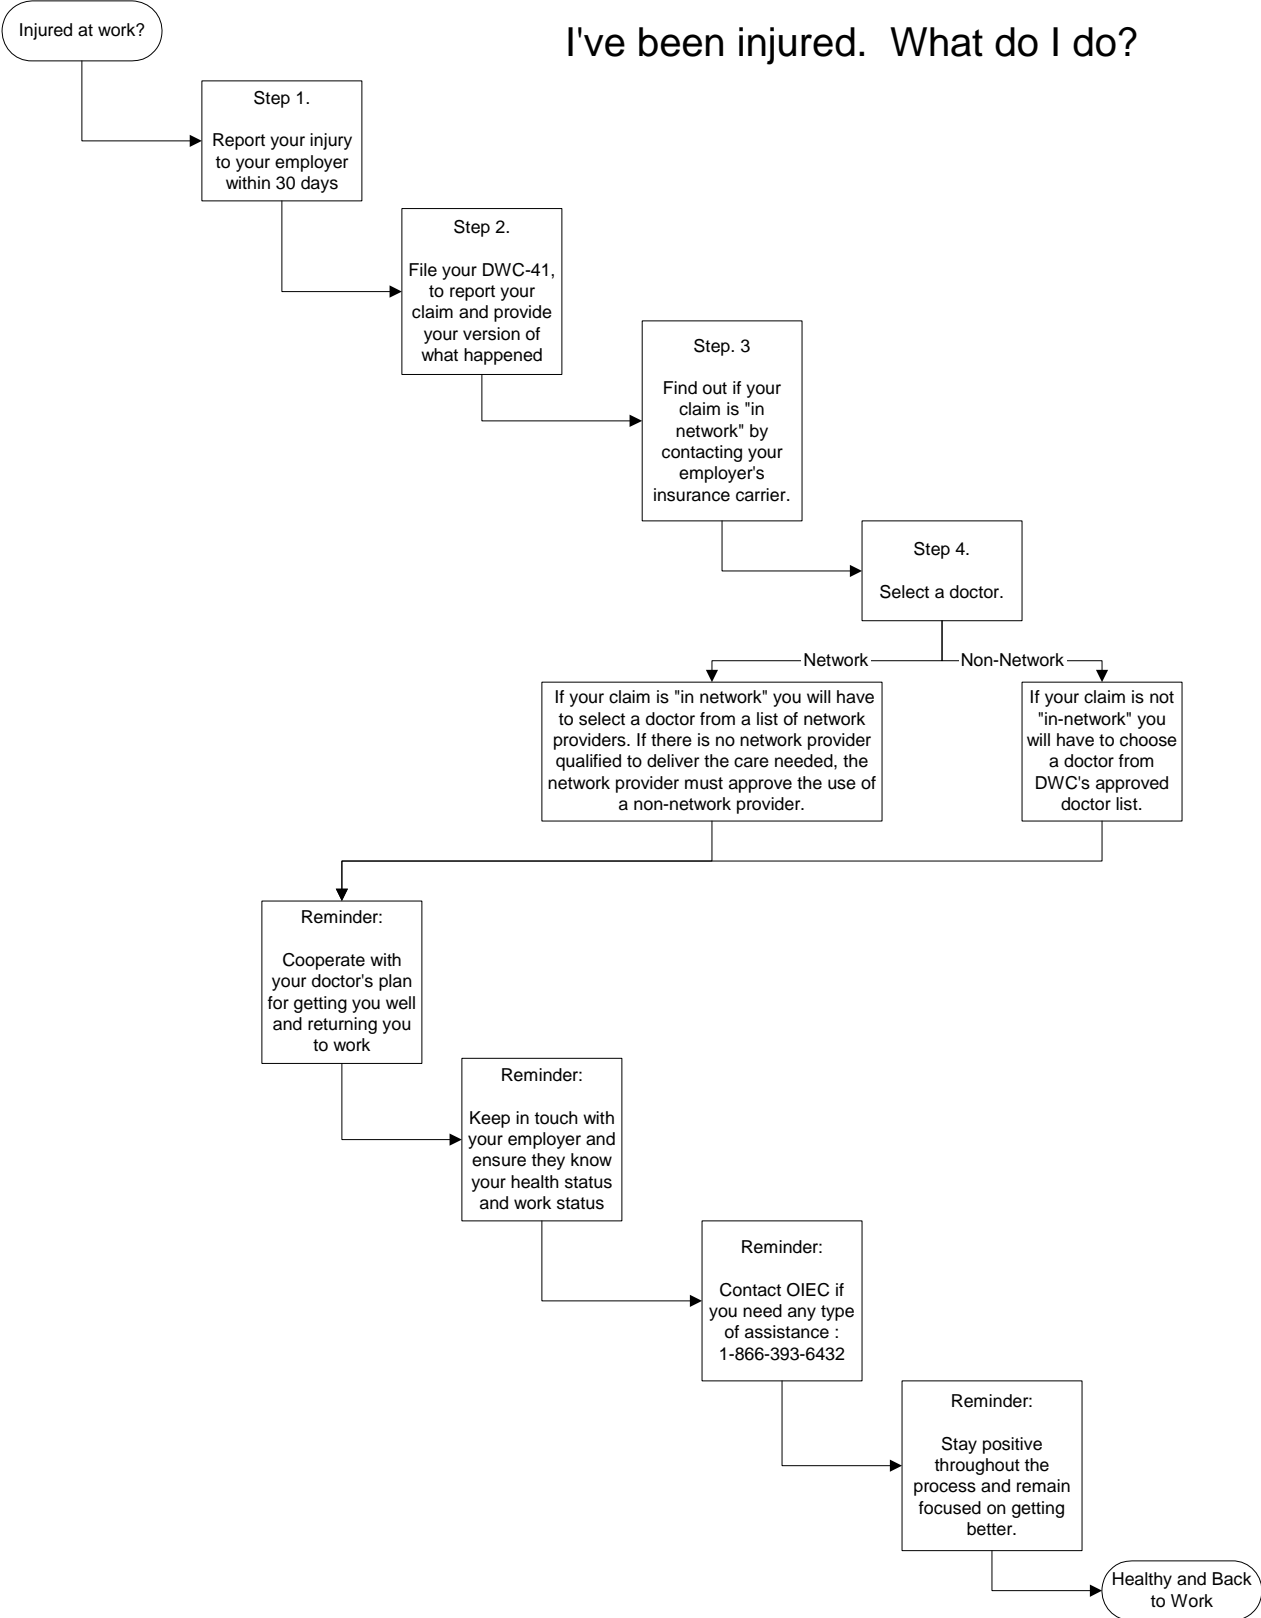 Injured at work?
I've been injured.  What do I do?
Step 1.
Report your injury
to your employer
within 30 days
Step 2.
File your DWC-41,
to report your
claim and provide
your version of
what happened
Step. 3
Find out if your
claim is "in
network" by
contacting your
employer's
insurance carrier.
Step 4.
Select a doctor.
Network
Non-Network
If your claim is "in network" you will have
to select a doctor from a list of network
providers. If there is no network provider
qualified to deliver the care needed, the
network provider must approve the use of
a non-network provider.
If your claim is not
"in-network" you
will have to choose
a doctor from
DWC's approved
doctor list.
Reminder:
Cooperate with
your doctor's plan
for getting you well
and returning you
to work
Reminder:
Keep in touch with
your employer and
ensure they know
your health status
and work status
Reminder:
Contact OIEC if
you need any type
of assistance :
1-866-393-6432
Reminder:
Stay positive
throughout the
process and remain
focused on getting
better.
Healthy and Back
to Work